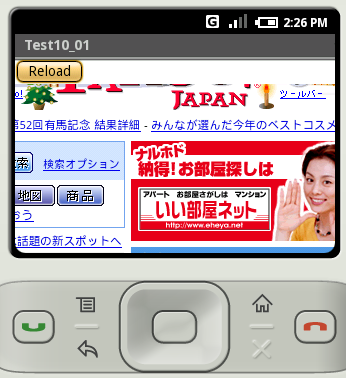 G 2:26 PM
Test10_01
Reload
JAPAN
ツールバー
第52回有馬記念 結果詳細 - みんなが選んだ今年のベストコスメ
検索オプション
地図 商品
ナルホド
納得!お部屋探しは
アパート お部屋さがしは マンション
いい部屋ネット
http://www.eheya.net
話題の新スポットへ